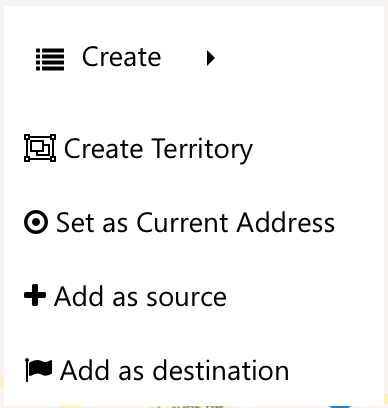 Create
Create Territory
Set as Current Address
Add as source
Add as destination